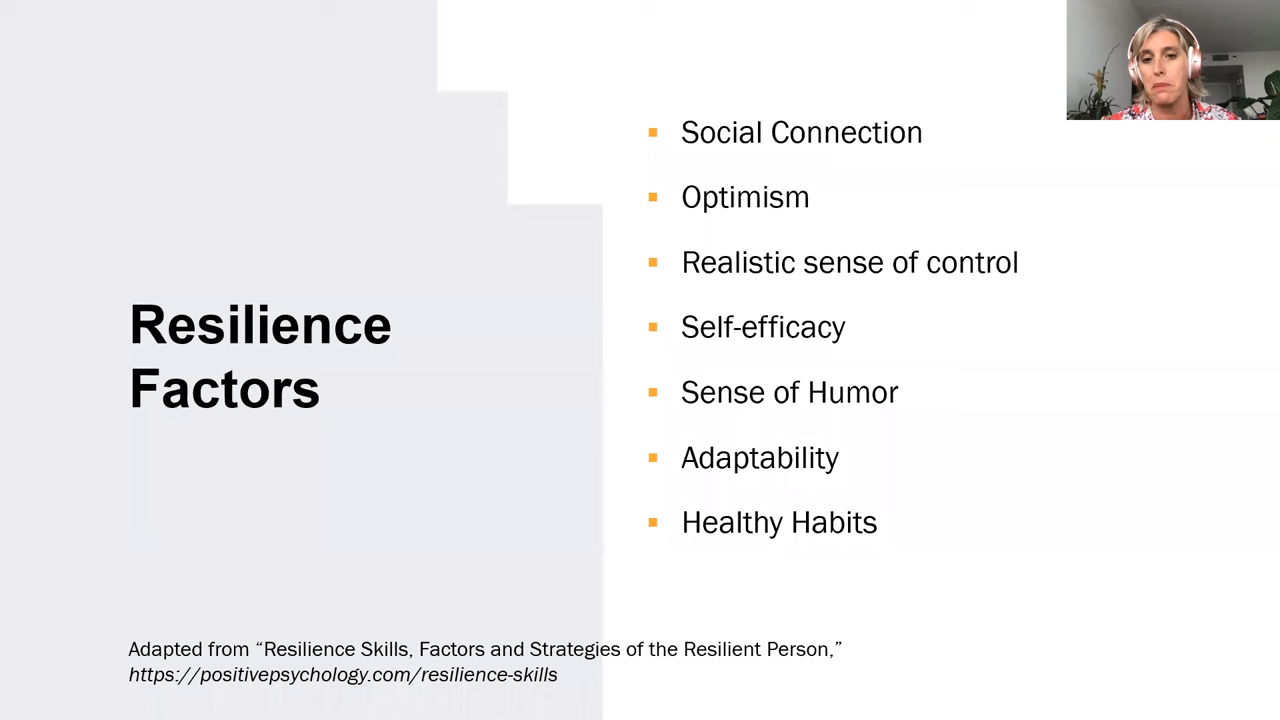 Resilience
Factors
Social Connection
Optimism
Realistic sense of control
Self-efficacy
Sense of Humor
Adaptability
Healthy Habits
Adapted from “Resilience Skills, Factors and Strategies of the Resilient Person,”
https://positivepsychology.com/resilience-skills